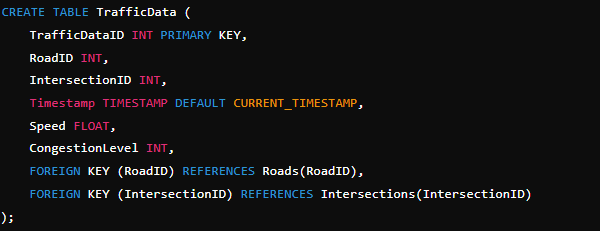 CREATE TABLE TrafficData (
    TrafficDataID INT PRIMARY KEY,
    RoadID INT,
    IntersectionID INT,
    Timestamp TIMESTAMP DEFAULT CURRENT_TIMESTAMP,
    Speed FLOAT,
    CongestionLevel INT,
    FOREIGN KEY (RoadID) REFERENCES Roads(RoadID),
    FOREIGN KEY (IntersectionID) REFERENCES Intersections(IntersectionID)
);